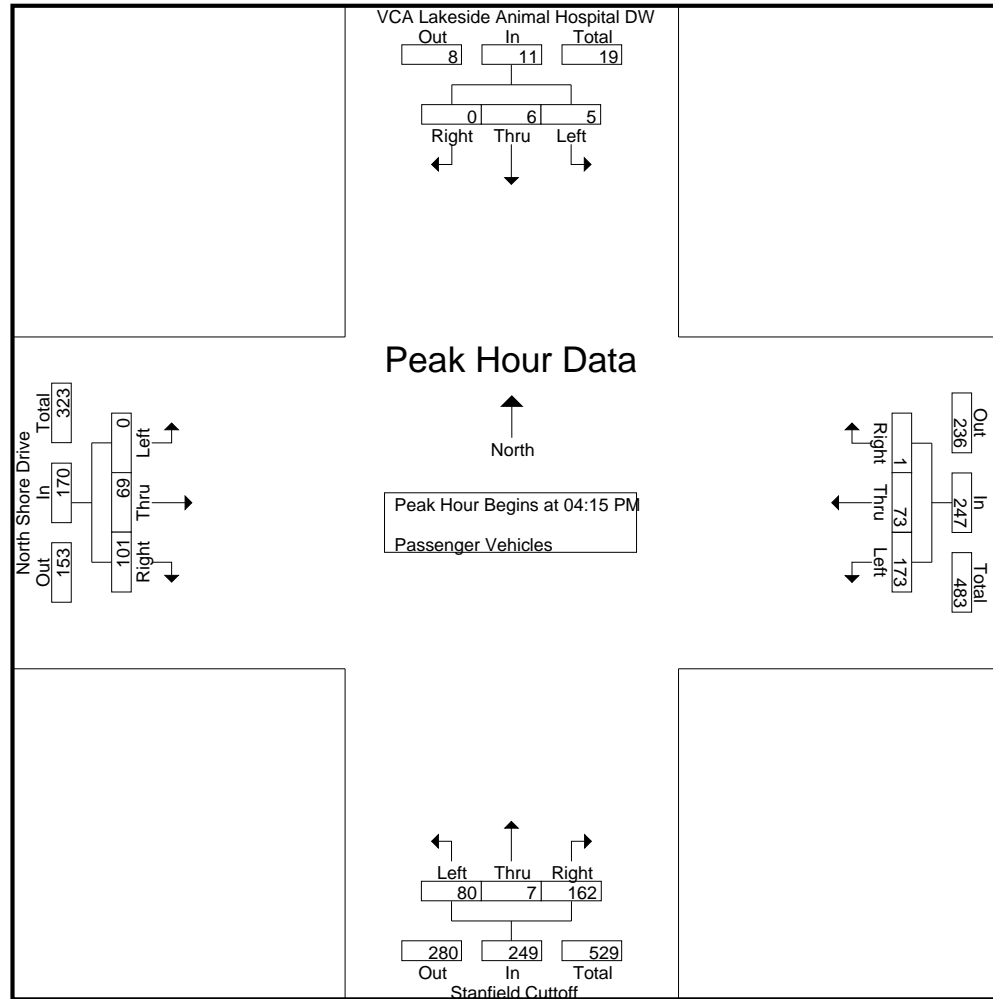 VCA Lakeside Animal Hospital DW
Out In Total
8 11 19
0 6 5
Right Thru Left
Peak Hour Data
North
Peak Hour Begins at 04:15 PM
Passenger Vehicles
North Shore Drive
Out In Total
153 170 323
101 69 0
Right Thru Left
Out In Total
236 247 483
1 73 173
Right Thru Left
Left Thru Right
80 7 162
280 249 529
Out In Total
Stanfield Cuttoff